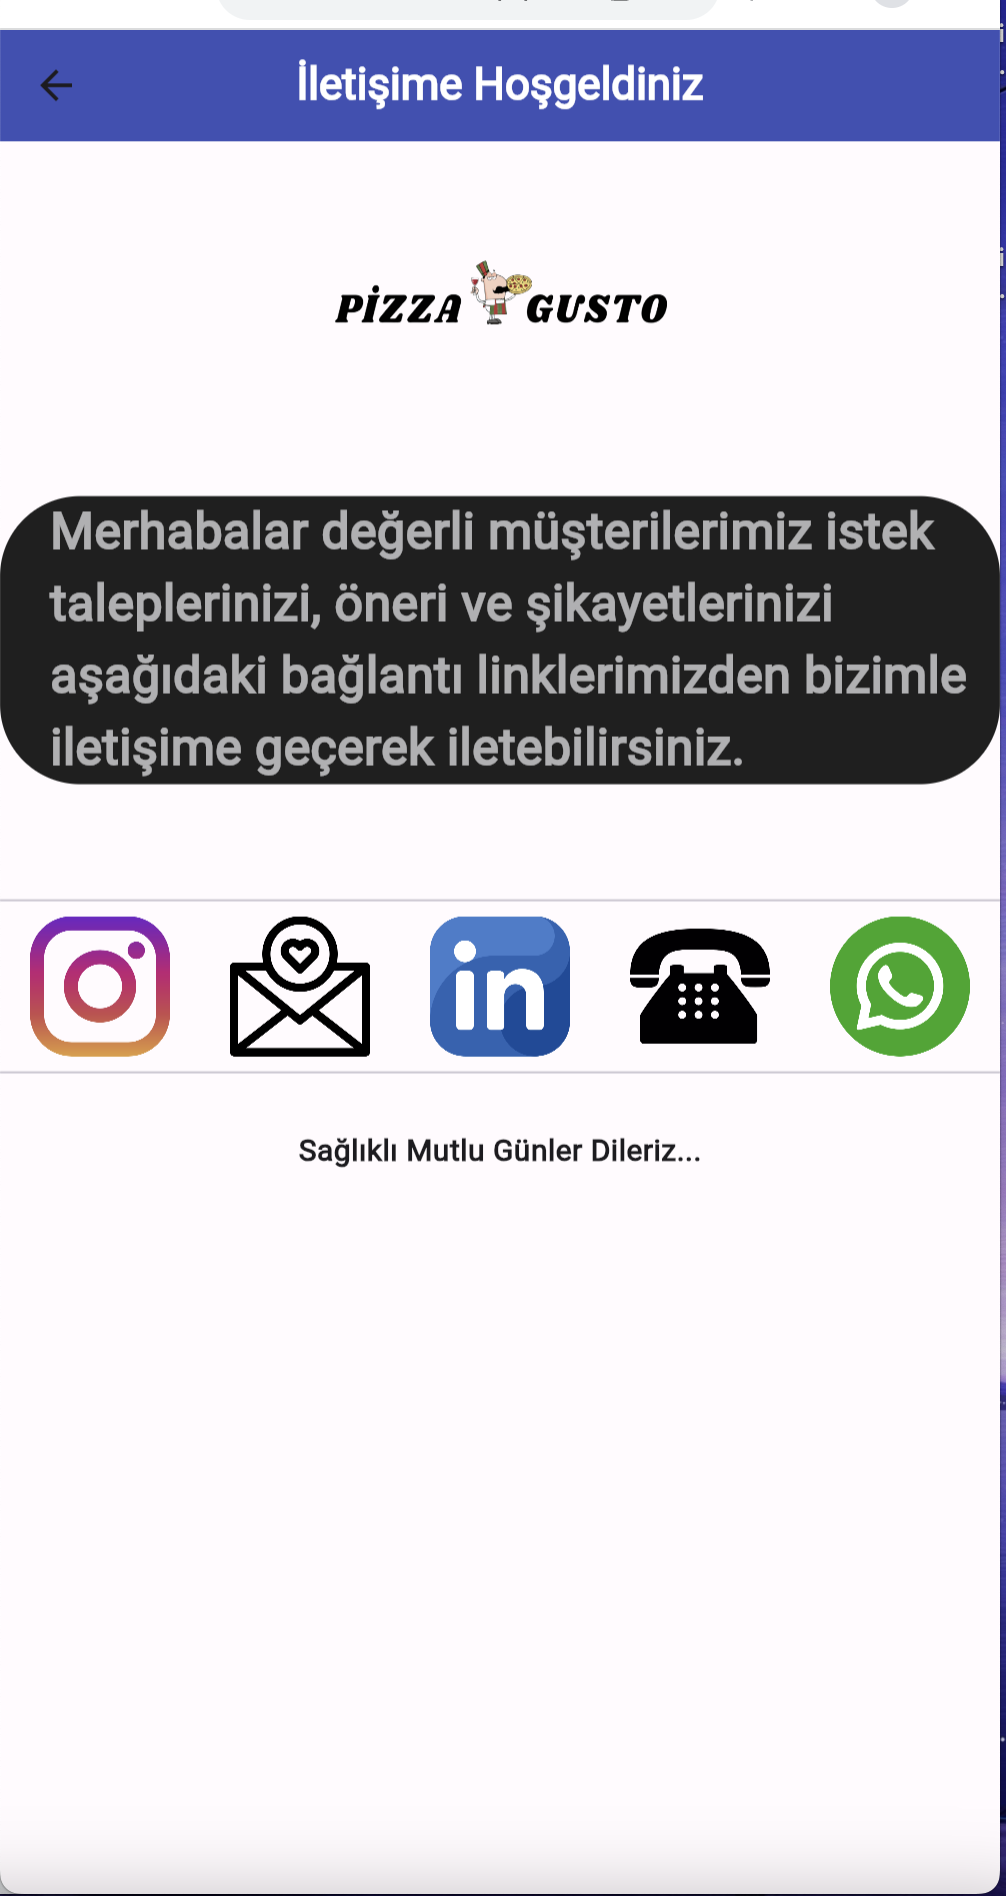 İletişime Hoşgeldiniz
PİZZA GUSTO
Merhabalar değerli müşterilerimiz istek
taleplerinizi, öneri ve şikayetlerinizi
aşağıdaki bağlantı linklerimizden bizimle
iletişime geçerek iletebilirsiniz.
in
Sağlıklı Mutlu Günler Dileriz...